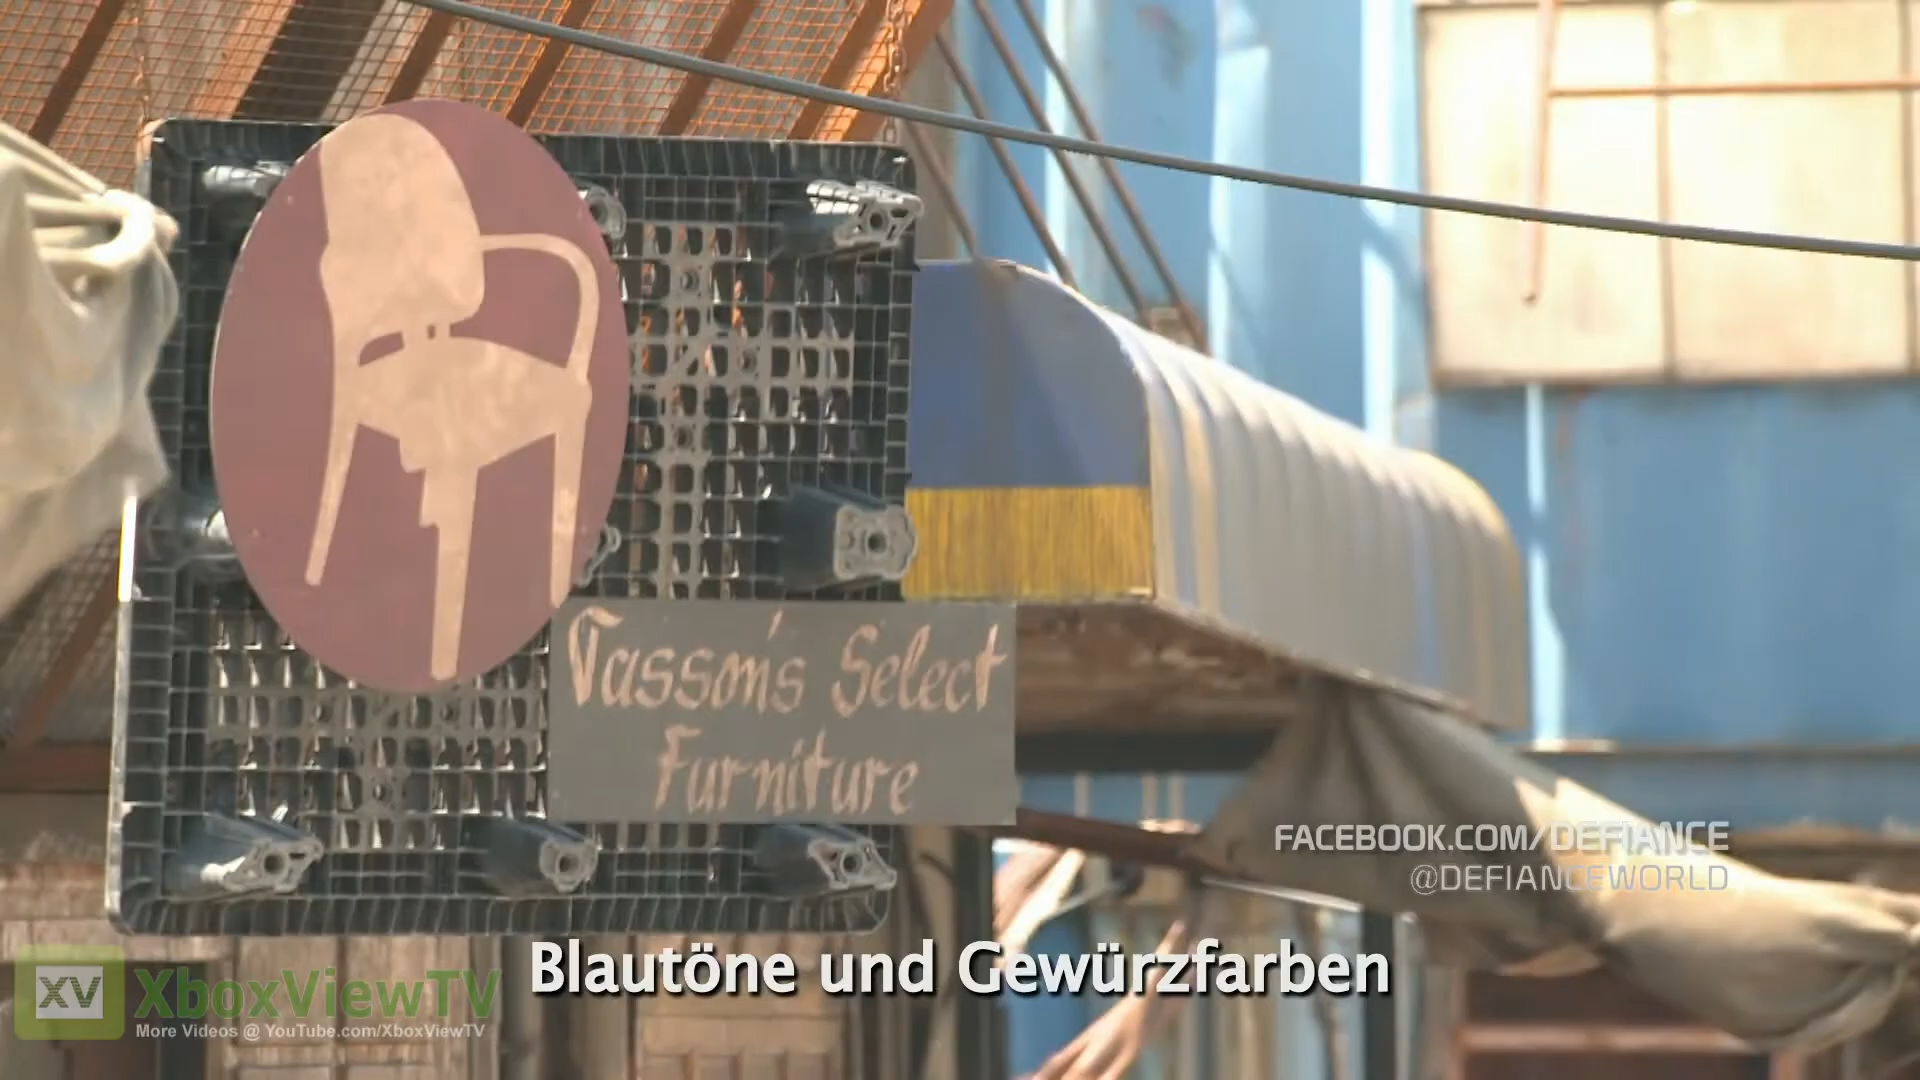 Tasson's Select
Furniture
FACEBOOK.COM/DEFIANCE
@DEFIANCEWORLD
Blautöne und Gewürzfarben
XV XboxViewTV
More Videos @ YouTube.com/XboxViewTV